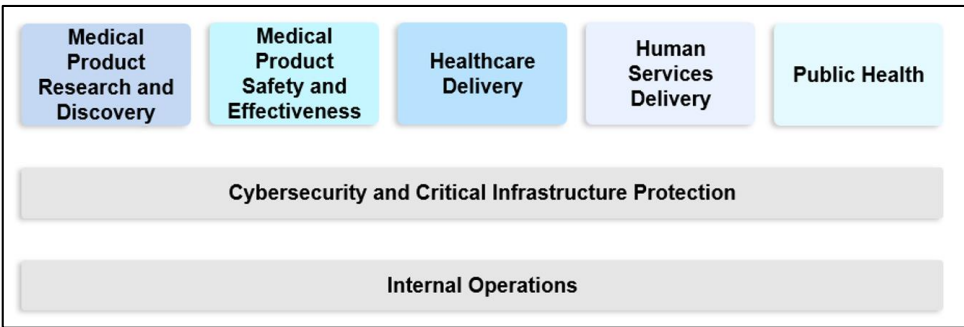 Medical
Product
Research and
Discovery
Medical
Product
Safety and
Effectiveness
Healthcare
Delivery
Human
Services
Delivery
Public Health
Cybersecurity and Critical Infrastructure Protection
Internal Operations